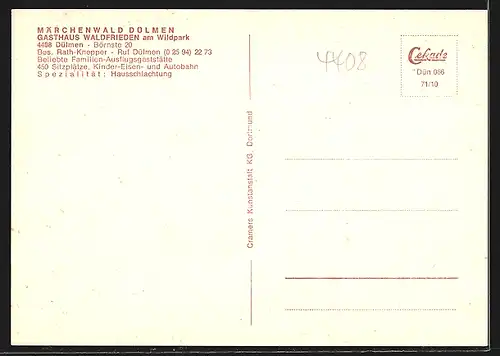 MÄRCHENWALD DÜLMEN
GASTHAUS WALDFRIEDEN am Wildpark
4408 Dülmen - Börnste 20
Bes. Rath-Knepper - Ruf Dülmen (0 25 94) 22 73
Beliebte Familien-Ausflugsgaststätte
450 Sitzplätze, Kinder-Eisen- und Autobahn
Spezialität: Hausschlachtung
4408
Cekade
Dün 066
71/10
Cramers Kunstanstalt KG, Dortmund